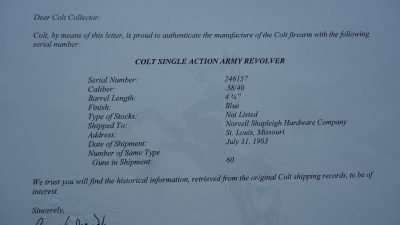 Dear Colt Collector:
Colt, by means of this letter, is proud to authenticate the manufacture of the Colt firearm with the following
serial number:
COLT SINGLE ACTION ARMY REVOLVER
Serial Number: 246157
Caliber: .38/40
Barrel Length: 4 ¾"
Finish: Blue
Type of Stocks: Not Listed
Shipped To: Norvell Shapleigh Hardware Company
Address: St. Louis, Missouri
Date of Shipment: July 31, 1903
Number of Same Type
Guns in Shipment: 60
We trust you will find the historical information, retrieved from the original Colt shipping records, to be of
interest.
Sincerely,